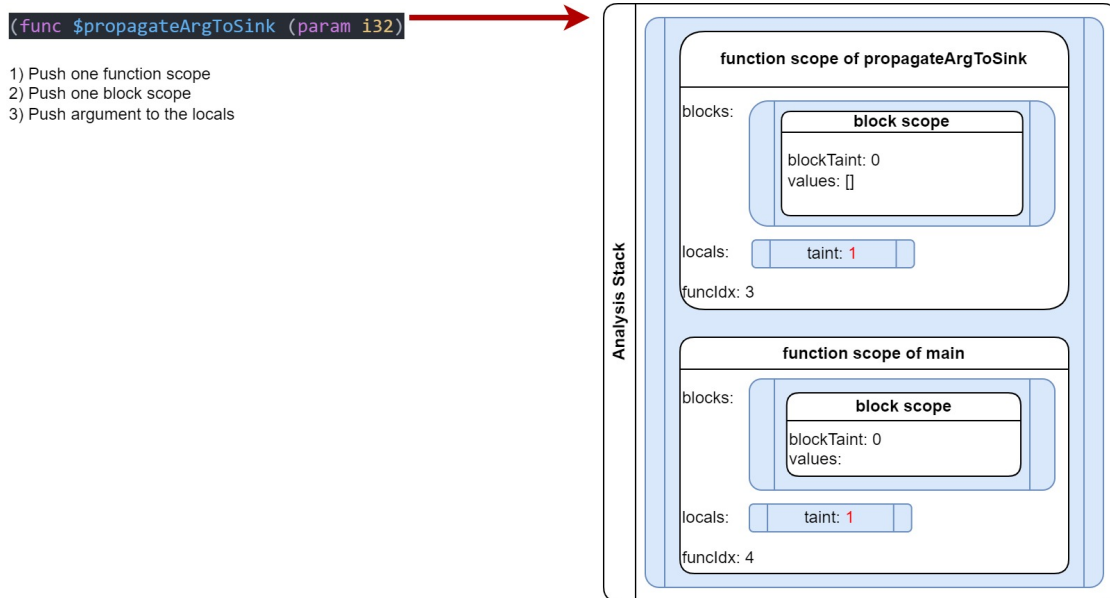 (func $propagateArgToSink (param i32)
1) Push one function scope
2) Push one block scope
3) Push argument to the locals
Analysis Stack
function scope of propagateArgToSink
blocks:
block scope
blockTaint: 0
values: []
locals:
taint: 1
funcIdx: 3
function scope of main
blocks:
block scope
blockTaint: 0
values:
locals:
taint: 1
funcIdx: 4